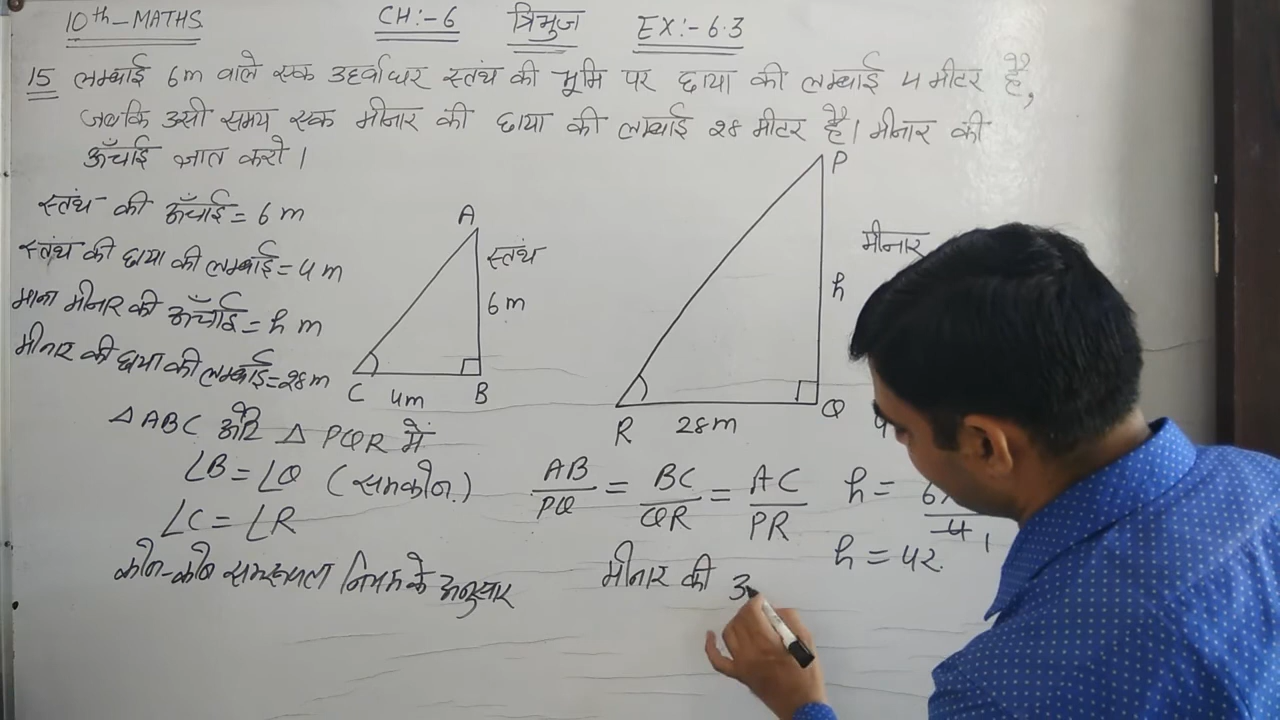 10th-MATHS CH:-6 त्रिभुज EX:-6.3
15 लम्बाई 6m वाले एक उर्ध्वाधर स्तंभ की भूमि पर छाया की लम्बाई 4 मीटर है,
जबकि उसी समय एक मीनार की छाया की लम्बाई 28 मीटर है। मीनार की
ऊँचाई ज्ञात करो।
स्तंभ की ऊँचाई = 6 m
स्तंभ की छाया की लम्बाई = 4 m
माना मीनार की ऊँचाई = h m
मीनार की छाया की लम्बाई = 28 m
A
स्तंभ
6 m
C 4m B
P
मीनार
h
R 28m Q
△ ABC और △ PQR में
∠B = ∠Q (समकोन.)
∠C = ∠R
कोन-कोन समरूपता नियम के अनुसार
AB/PQ = BC/QR = AC/PR
h =
h = 42
मीनार की